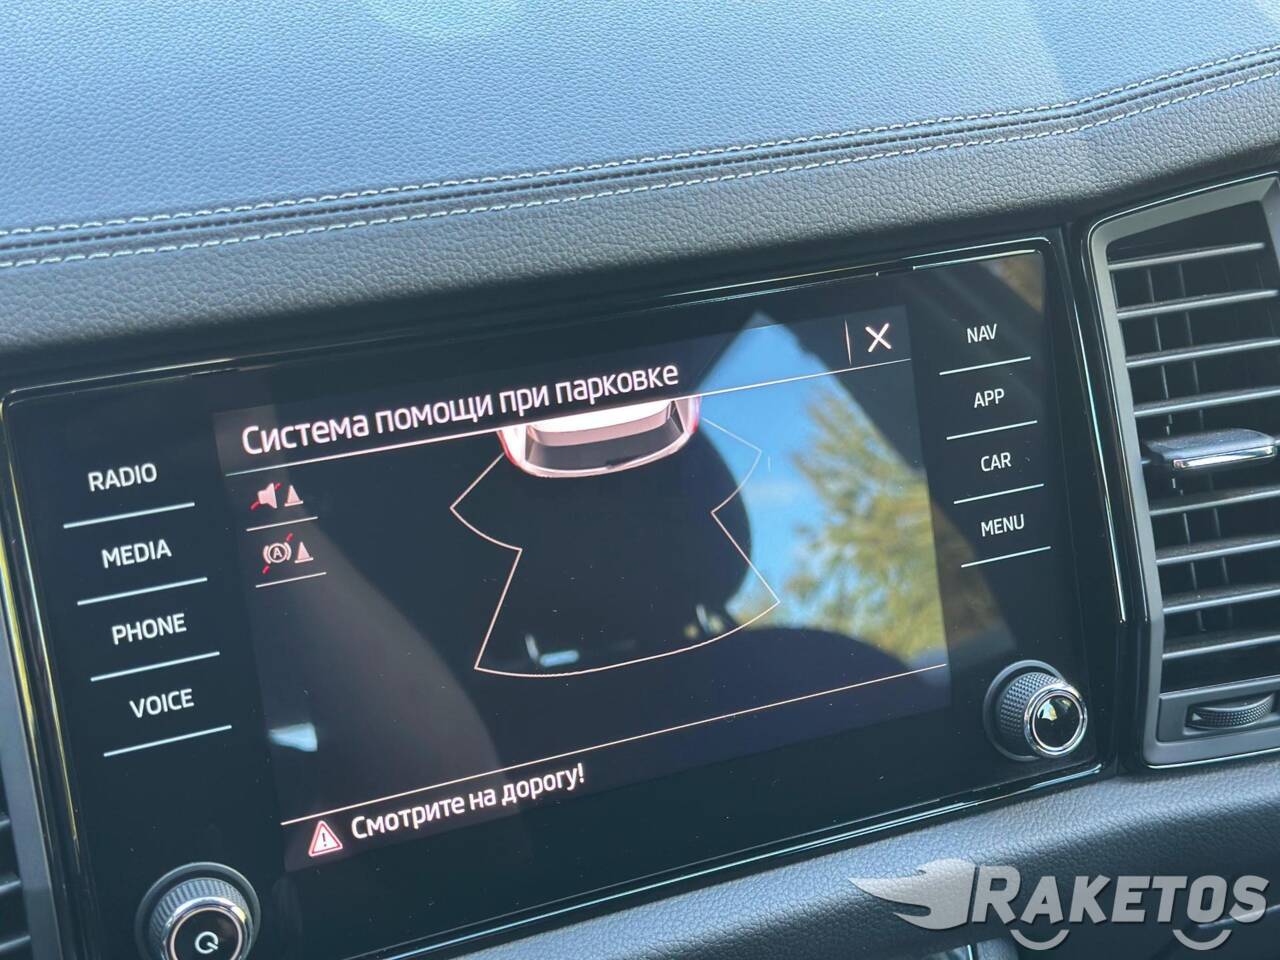 Система помощи при парковке
RADIO
MEDIA
PHONE
VOICE
NAV
APP
CAR
MENU
A
Смотрите на дорогу!
RAKETOS